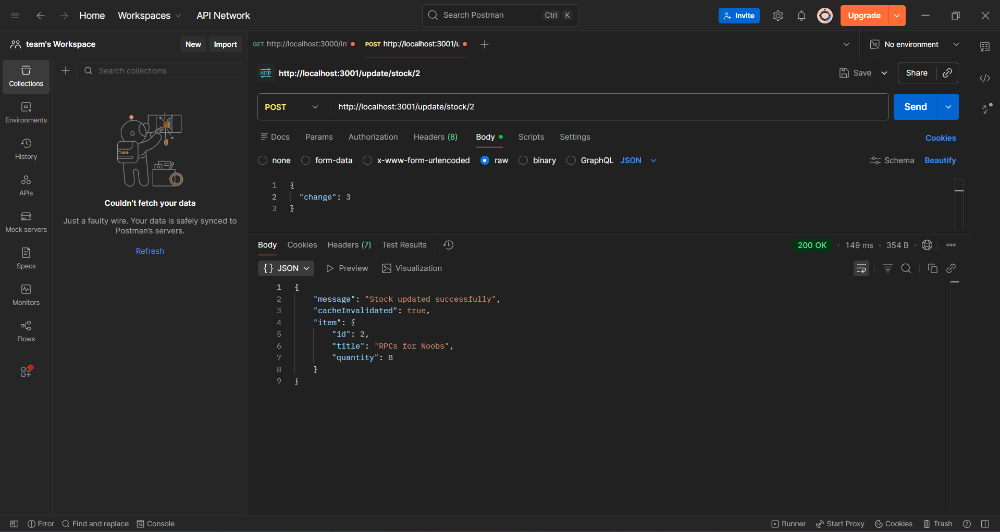 Home Workspaces API Network Search Postman Ctrl K Invite Upgrade
team's Workspace New Import GET http://localhost:3000/in POST http://localhost:3001/u No environment
Collections
Search collections
http://localhost:3001/update/stock/2 Save Share
Environments
POST http://localhost:3001/update/stock/2 Send
Docs Params Authorization Headers (8) Body Scripts Settings Cookies
History
none form-data x-www-form-urlencoded raw binary GraphQL JSON Schema Beautify
APIs
1 {
2 "change": 3
3 }
Couldn't fetch your data
Just a faulty wire. Your data is safely synced to
Postman's servers.
Refresh
Mock servers
Body Cookies Headers (7) Test Results 200 OK 149 ms 354 B
Specs
{} JSON Preview Visualization
1 {
2 "message": "Stock updated successfully",
3 "cacheInvalidated": true,
4 "item": {
5 "id": 2,
6 "title": "RPCs for Noobs",
7 "quantity": 8
8 }
9 }
Monitors
Flows
Error Find and replace Console Runner Start Proxy Cookies Trash